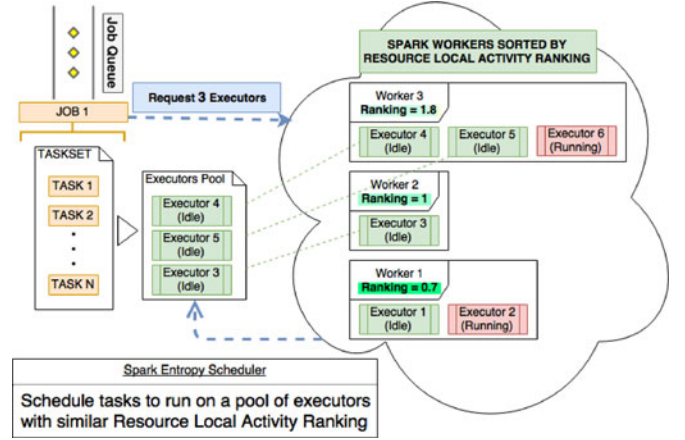 Job Queue
JOB 1
Request 3 Executors
SPARK WORKERS SORTED BY
RESOURCE LOCAL ACTIVITY RANKING
Worker 3
Ranking = 1.8
Executor 4
(Idle)
Executor 5
(Idle)
Executor 6
(Running)
TASKSET
TASK 1
TASK 2
TASK N
Executors Pool
Executor 4
(Idle)
Executor 5
(Idle)
Executor 3
(Idle)
Worker 2
Ranking = 1
Executor 3
(Idle)
Worker 1
Ranking = 0.7
Executor 1
(Idle)
Executor 2
(Running)
Spark Entropy Scheduler
Schedule tasks to run on a pool of executors
with similar Resource Local Activity Ranking